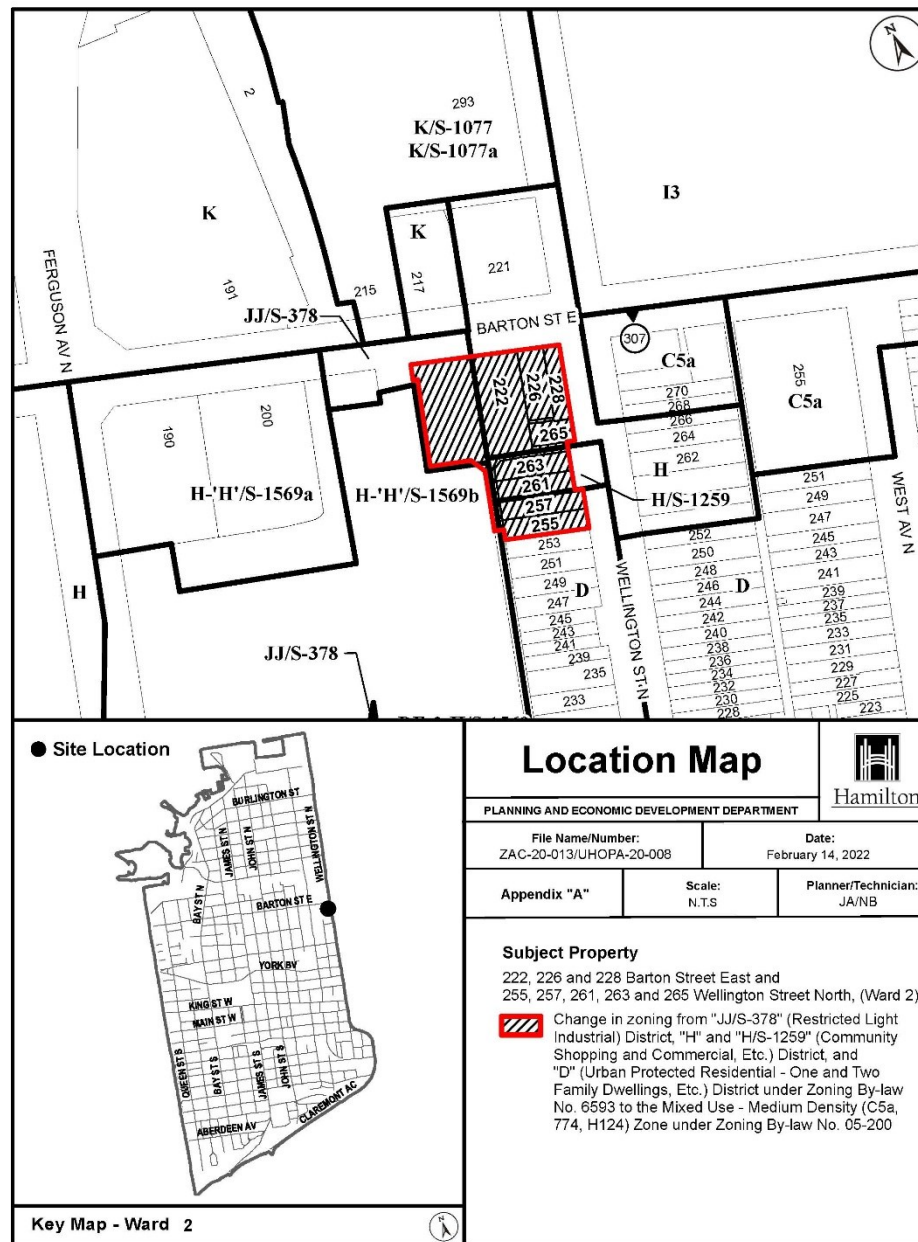 N
293
K/S-1077
K/S-1077a
2
K
I3
K
FERGUSON AV N
191
215
217
221
JJ/S-378
BARTON ST E
307
C5a
270
268
266
264
262
255
C5a
222
226
228
265
263
261
257
255
H
H/S-1259
190
200
H-'H'/S-1569a
H-'H'/S-1569b
H
JJ/S-378
253
251
249
247
245
243
241
239
235
233
D
WELLINGTON ST N
252
250
248
246
244
242
240
238
236
234
232
230
228
D
251
249
247
245
243
241
239
237
235
233
231
229
227
225
223
WEST AV N
Site Location
BURLINGTON ST
JAMES ST N
JOHN ST N
WELLINGTON ST N
BAY ST N
BARTON ST E
YORK BV
KING ST W
MAIN ST W
QUEEN ST S
BAY ST S
JAMES ST S
JOHN ST S
CLAREMONT AC
ABERDEEN AV
Key Map - Ward 2
N
Location Map
Hamilton
PLANNING AND ECONOMIC DEVELOPMENT DEPARTMENT
File Name/Number:
ZAC-20-013/UHOPA-20-008
Date:
February 14, 2022
Appendix "A"
Scale:
N.T.S
Planner/Technician:
JA/NB
Subject Property
222, 226 and 228 Barton Street East and
255, 257, 261, 263 and 265 Wellington Street North, (Ward 2)
Change in zoning from "JJ/S-378" (Restricted Light
Industrial) District, "H" and "H/S-1259" (Community
Shopping and Commercial, Etc.) District, and
"D" (Urban Protected Residential - One and Two
Family Dwellings, Etc.) District under Zoning By-law
No. 6593 to the Mixed Use - Medium Density (C5a,
774, H124) Zone under Zoning By-law No. 05-200